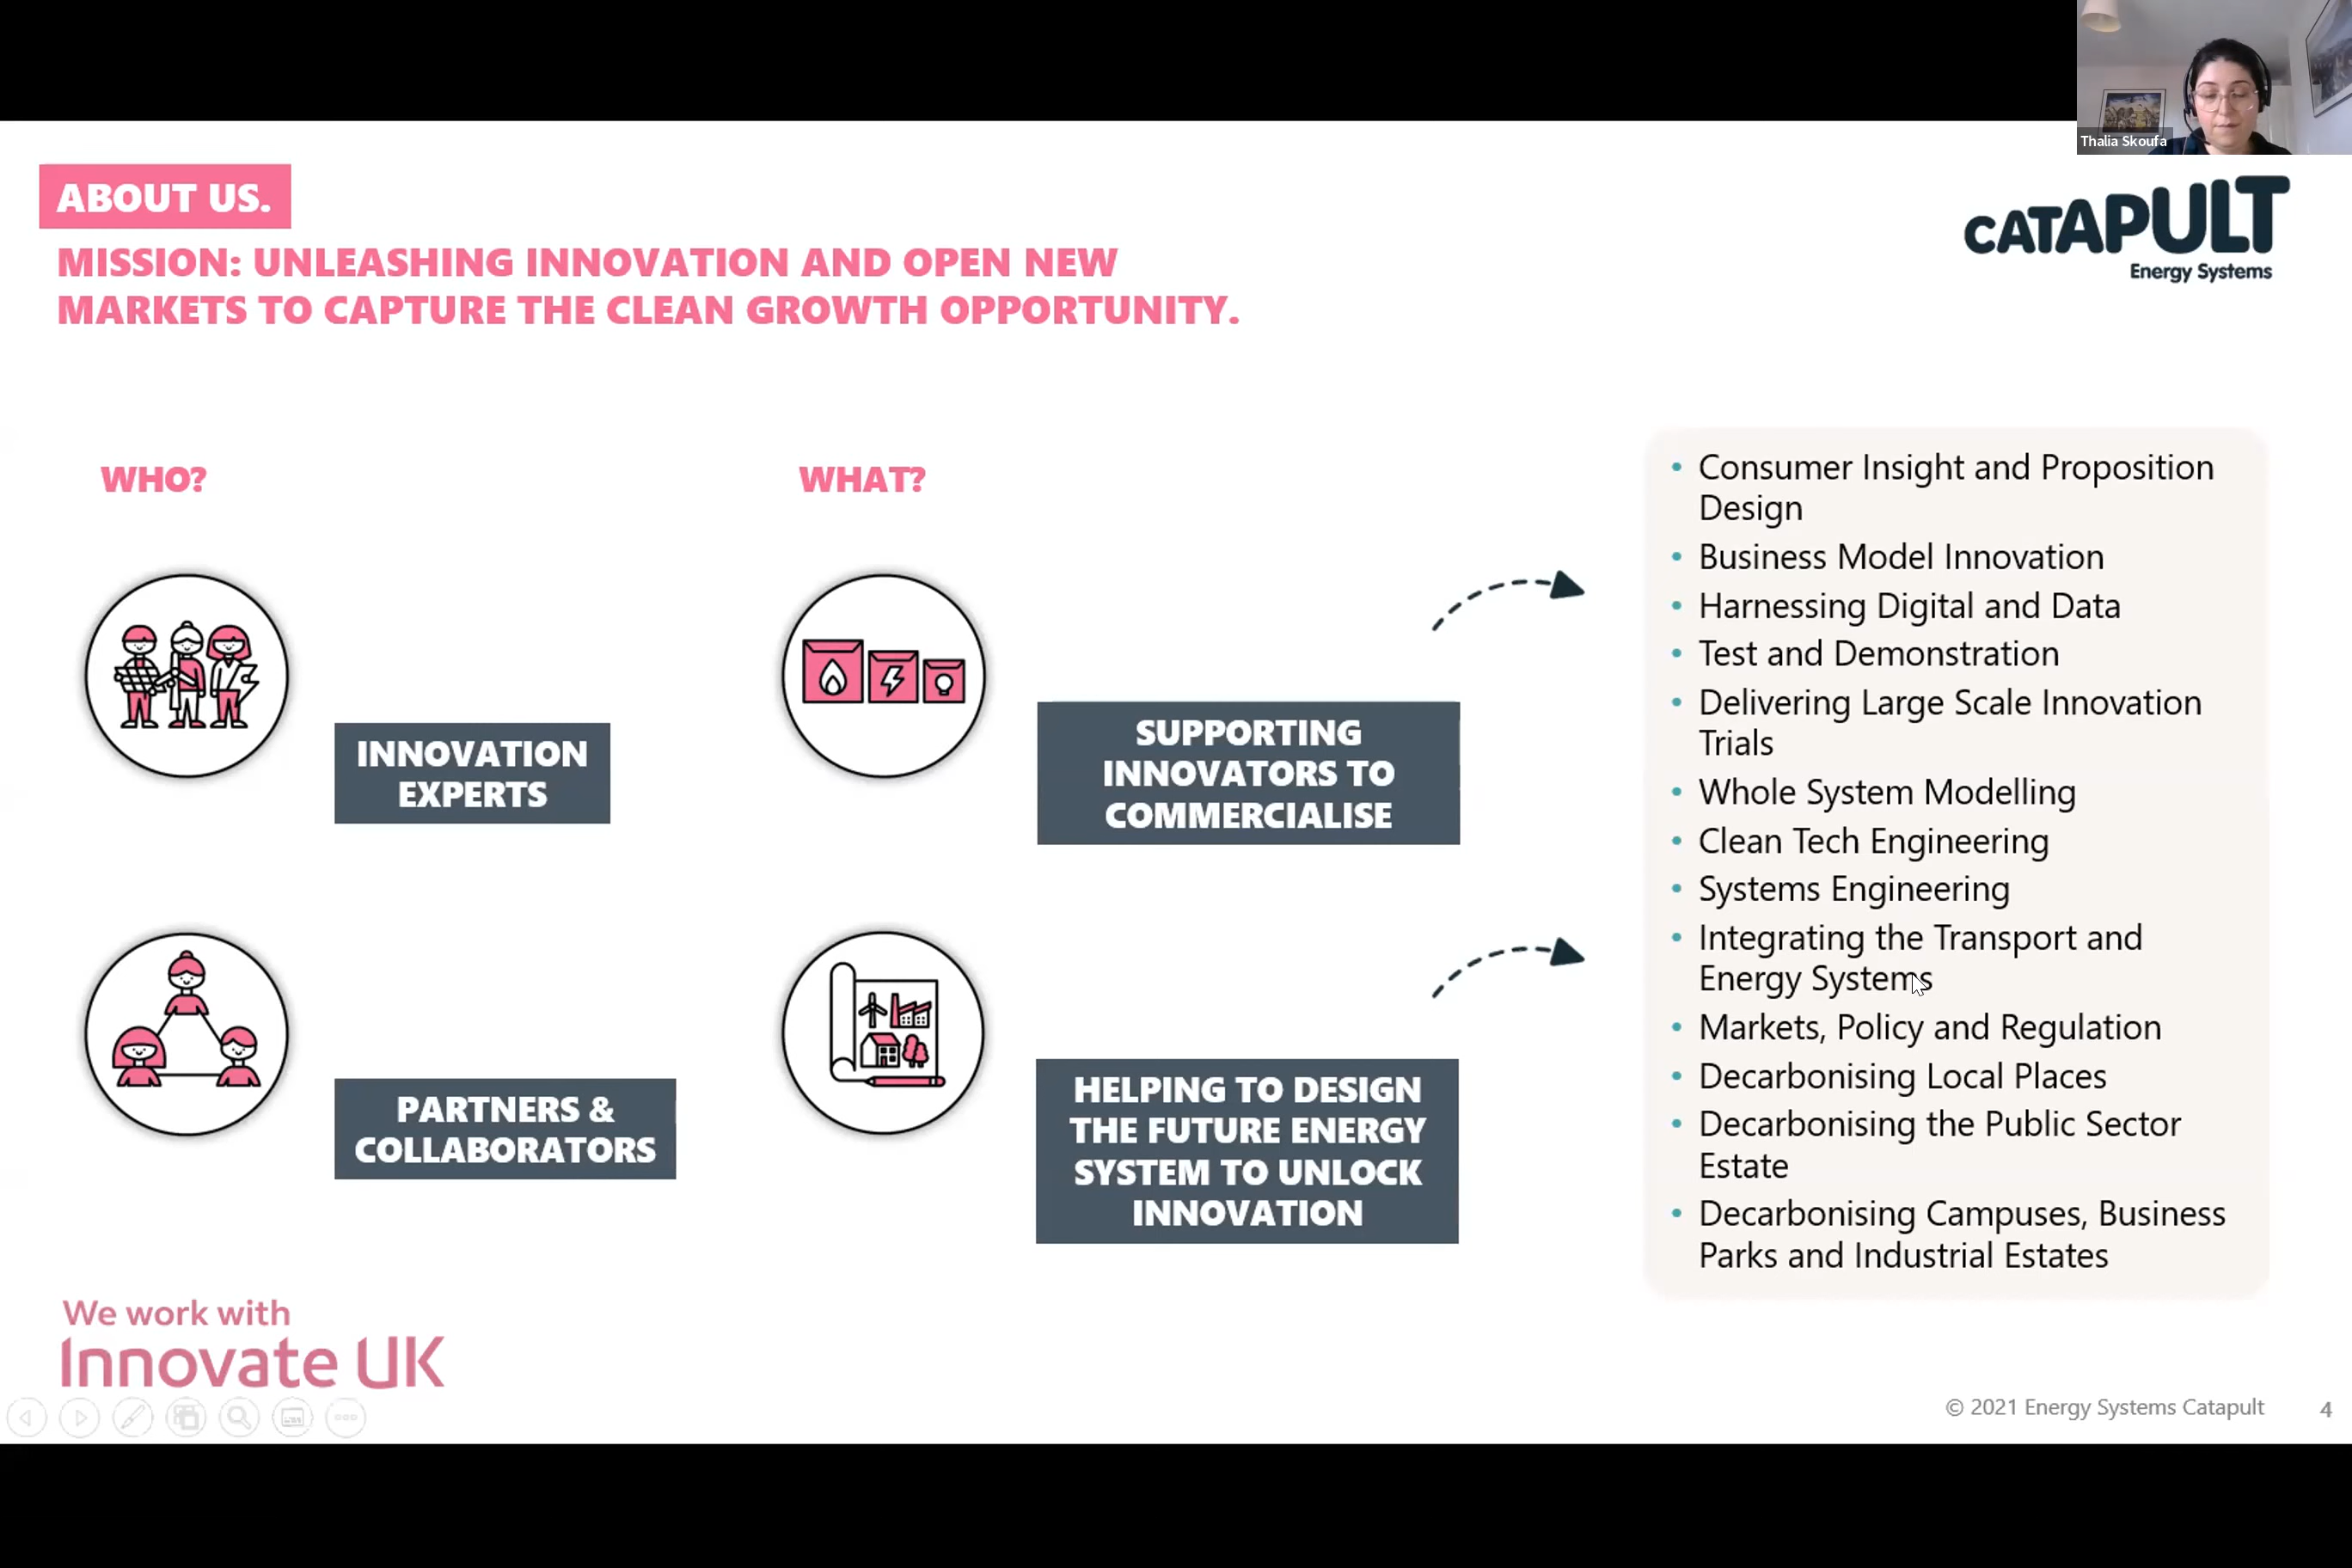 Thalia Skoufa
ABOUT US.
MISSION: UNLEASHING INNOVATION AND OPEN NEW
MARKETS TO CAPTURE THE CLEAN GROWTH OPPORTUNITY.
CATAPULT
Energy Systems
WHO?
INNOVATION
EXPERTS
PARTNERS &
COLLABORATORS
WHAT?
SUPPORTING
INNOVATORS TO
COMMERCIALISE
HELPING TO DESIGN
THE FUTURE ENERGY
SYSTEM TO UNLOCK
INNOVATION
• Consumer Insight and Proposition
Design
• Business Model Innovation
• Harnessing Digital and Data
• Test and Demonstration
• Delivering Large Scale Innovation
Trials
• Whole System Modelling
• Clean Tech Engineering
• Systems Engineering
• Integrating the Transport and
Energy Systems
• Markets, Policy and Regulation
• Decarbonising Local Places
• Decarbonising the Public Sector
Estate
• Decarbonising Campuses, Business
Parks and Industrial Estates
We work with
Innovate UK
© 2021 Energy Systems Catapult
4